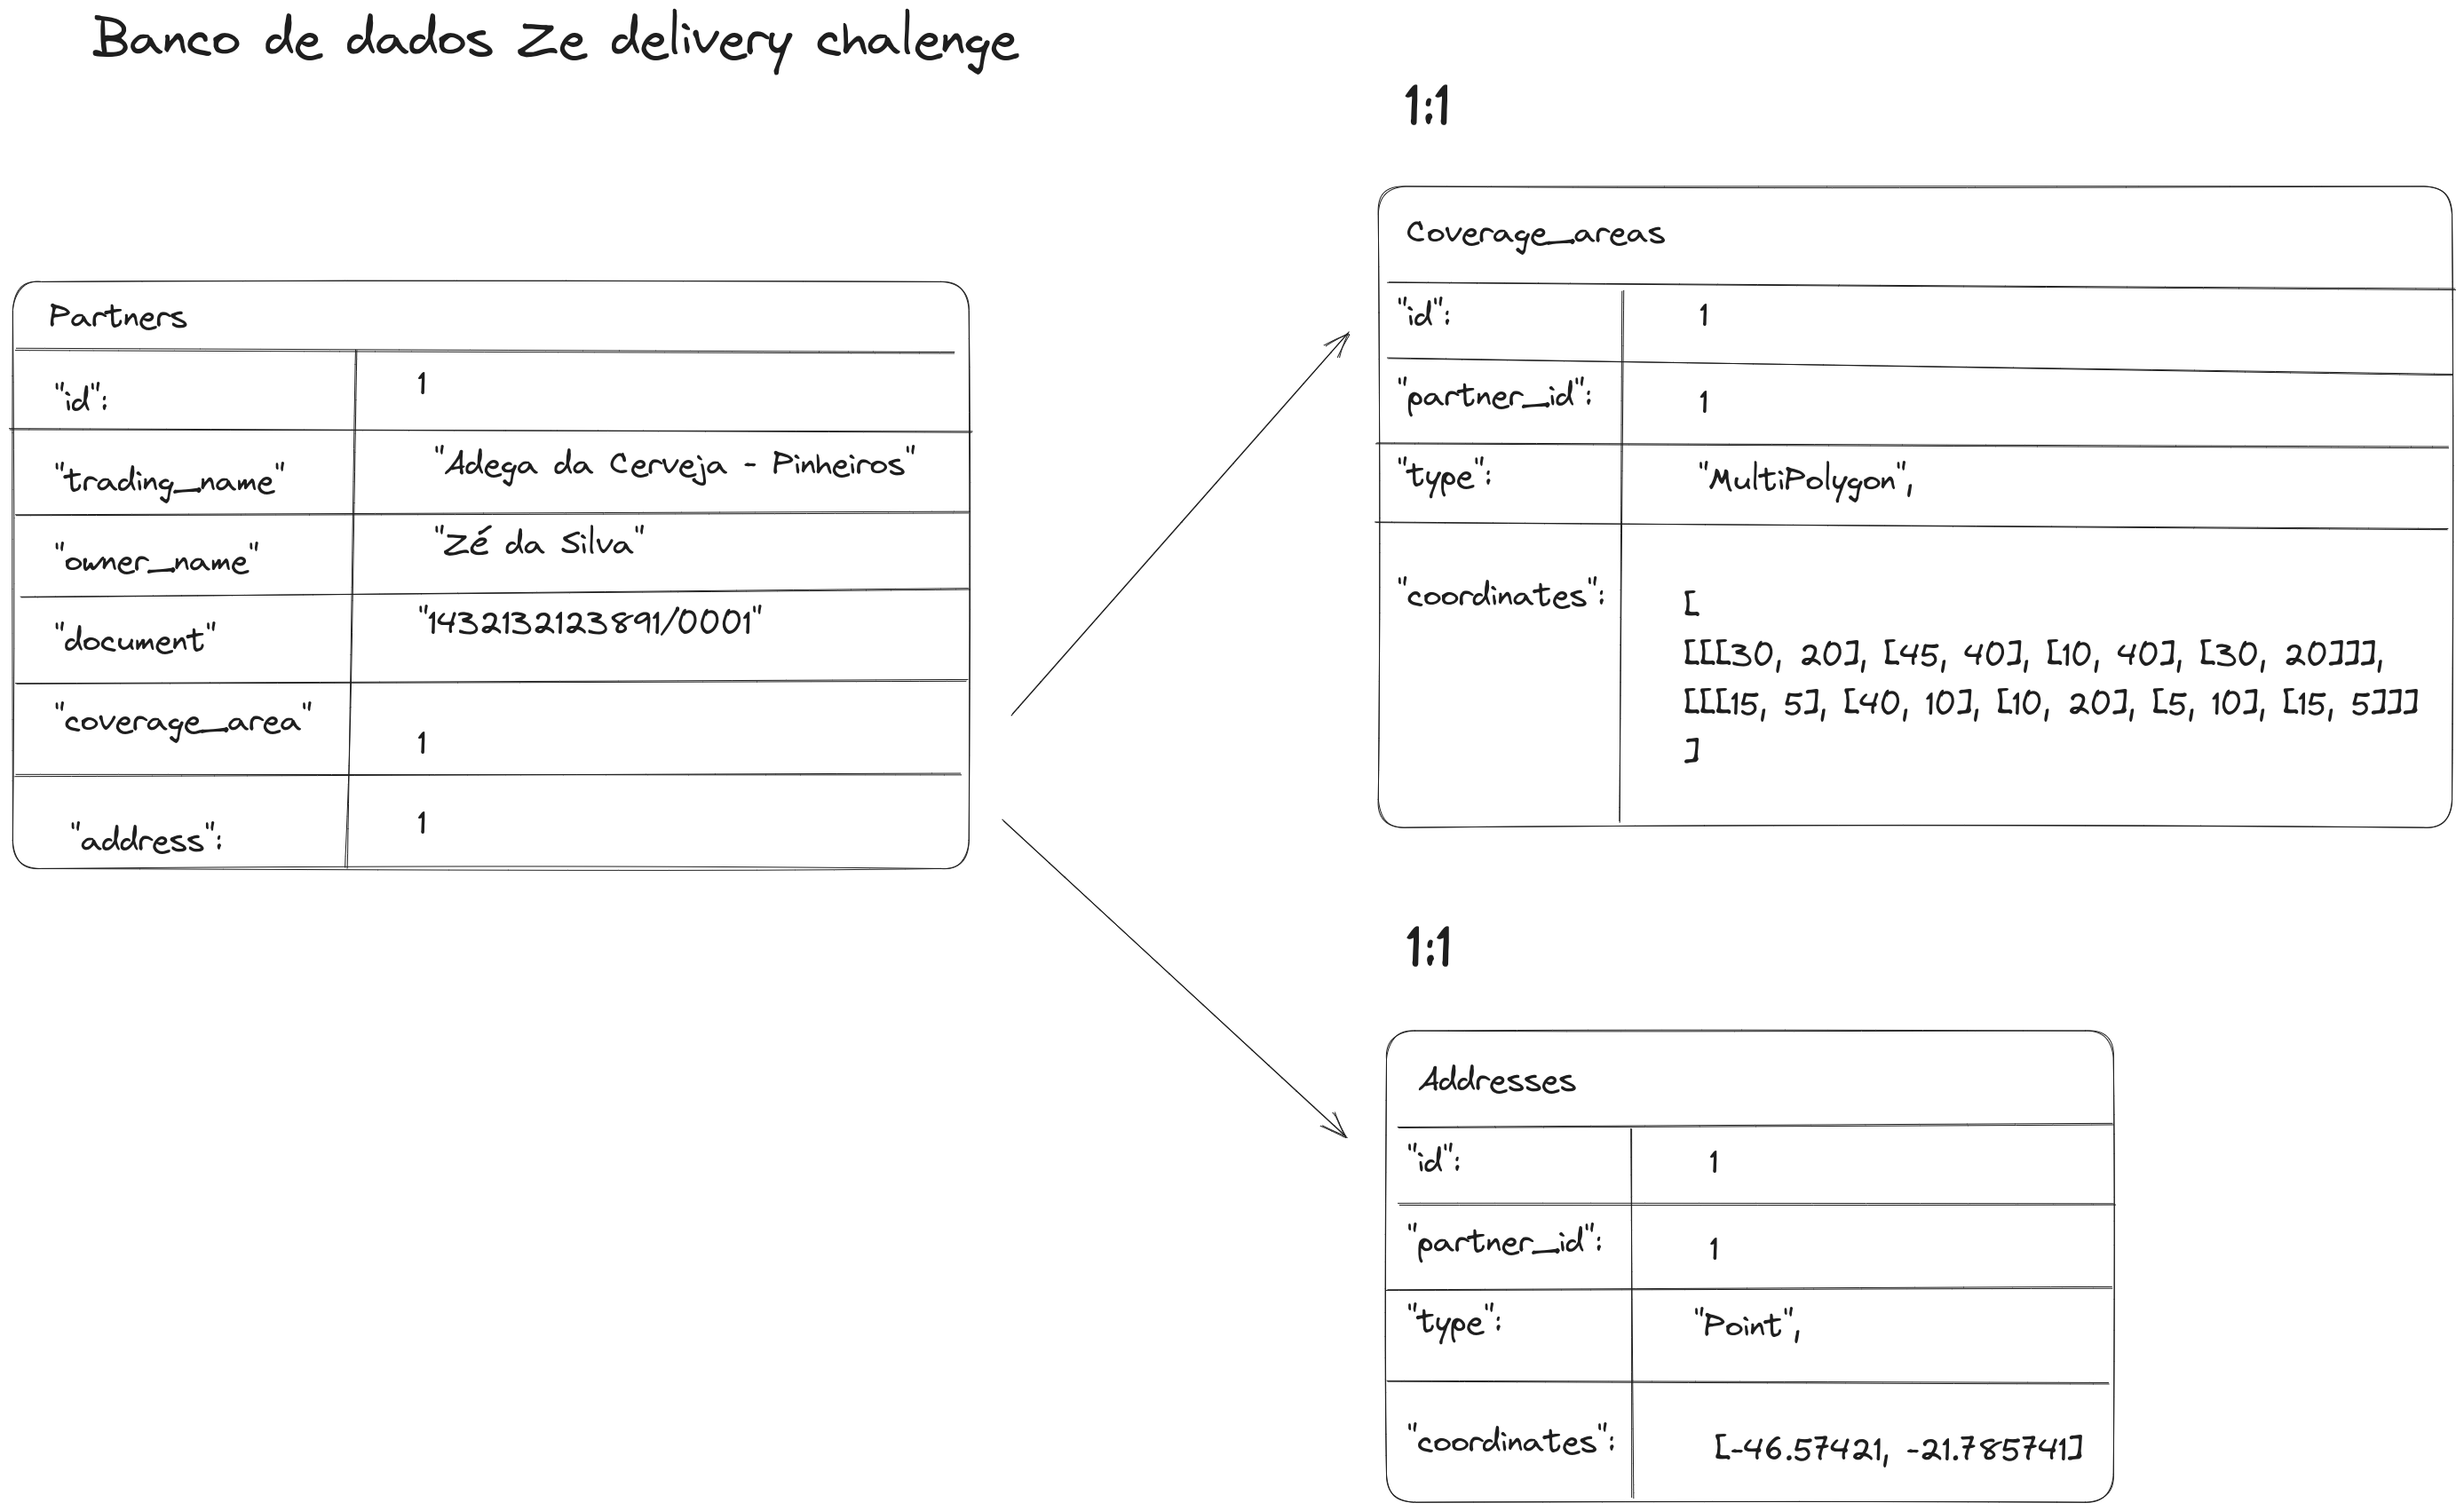 Banco de dados Ze delivery chalenge
Partners
"id": 1
"trading_name" "Adega da Cerveja - Pinheiros"
"owner_name" "Zé da Silva"
"document" "1432132123891/0001"
"coverage_area" 1
"address": 1
1:1
Coverage_areas
"id": 1
"partner_id": 1
"type": "MultiPolygon",
"coordinates": [
[[[30, 20], [45, 40], [10, 40], [30, 20]]],
[[[15, 5], [40, 10], [10, 20], [5, 10], [15, 5]]]
]
1:1
Addresses
"id": 1
"partner_id": 1
"type": "Point",
"coordinates": [-46.57421, -21.785741]